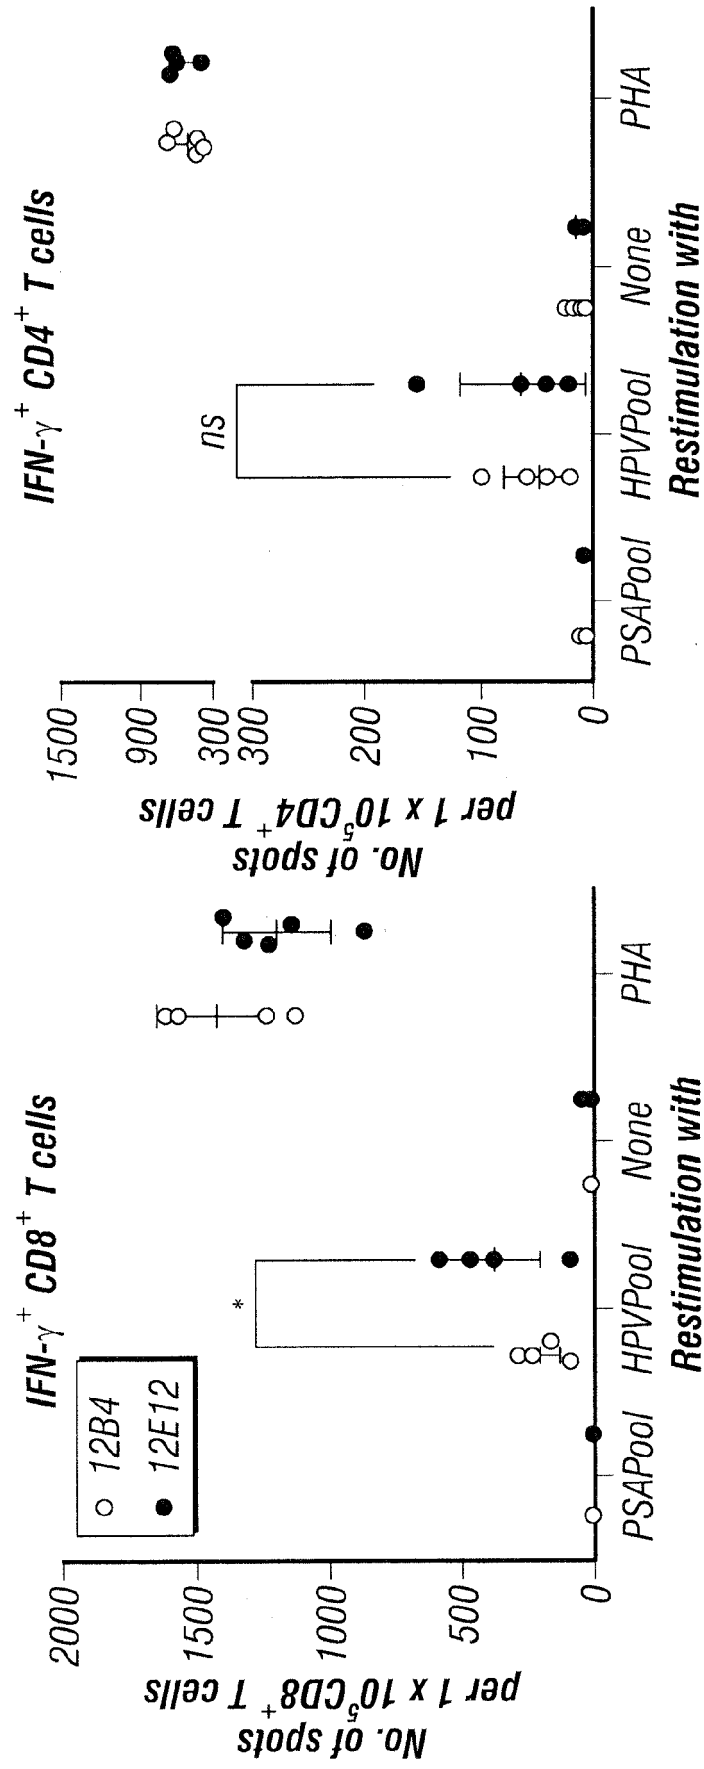 IFN-γ⁺ CD8⁺ T cells
12B4
12E12
*
No. of spots
per 1 x 10⁵CD8⁺ T cells
2000
1500
1000
500
0
PSAPool HPVPool None PHA
Restimulation with
IFN-γ⁺ CD4⁺ T cells
ns
No. of spots
per 1 x 10⁵CD4⁺ T cells
1500
900
300
300
200
100
0
PSAPool HPVPool None PHA
Restimulation with